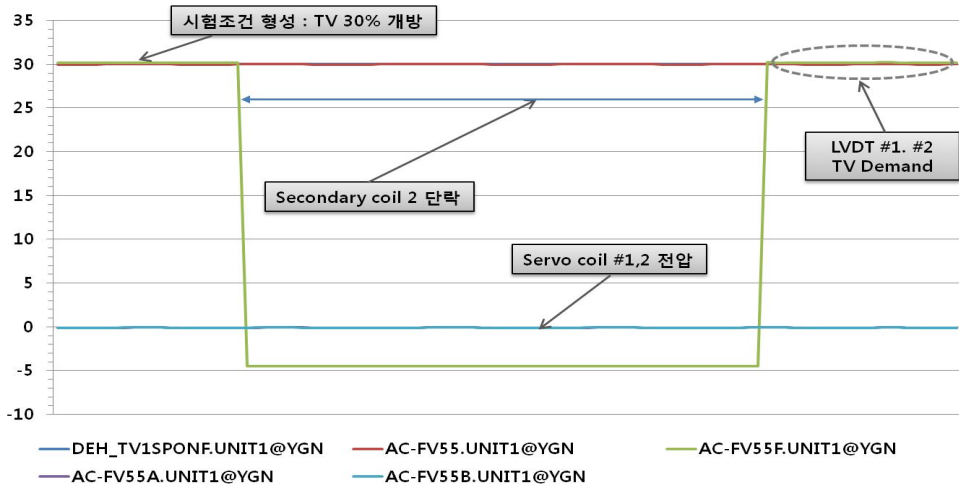 시험조건 형성 : TV 30% 개방
LVDT #1. #2
TV Demand
Secondary coil 2 단락
Servo coil #1,2 전압
35
30
25
20
15
10
5
0
-5
-10
DEH_TV1SPONF.UNIT1@YGN
AC-FV55.UNIT1@YGN
AC-FV55F.UNIT1@YGN
AC-FV55A.UNIT1@YGN
AC-FV55B.UNIT1@YGN